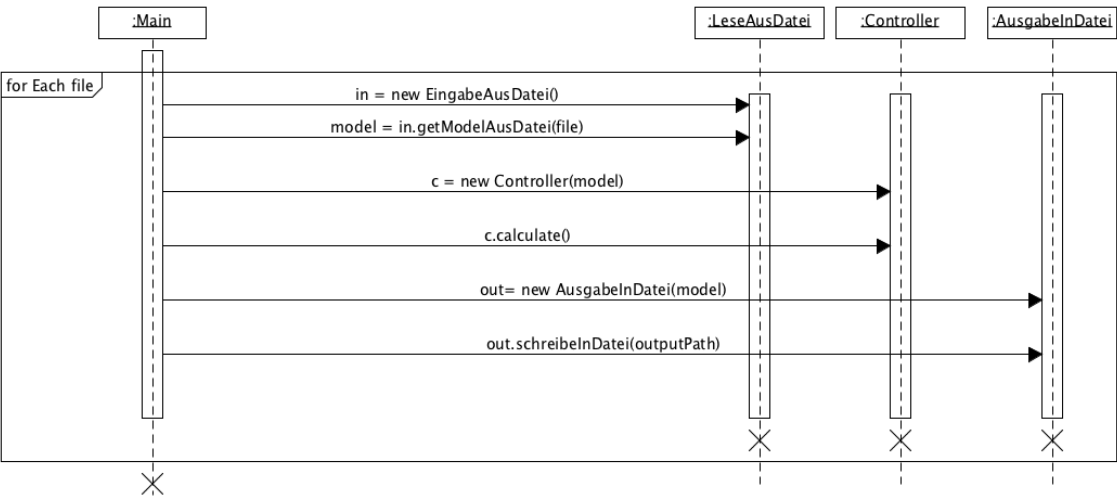 :Main
:LeseAusDatei
:Controller
:AusgabeInDatei
for Each file
in = new EingabeAusDatei()
model = in.getModelAusDatei(file)
c = new Controller(model)
c.calculate()
out= new AusgabeInDatei(model)
out.schreibeInDatei(outputPath)